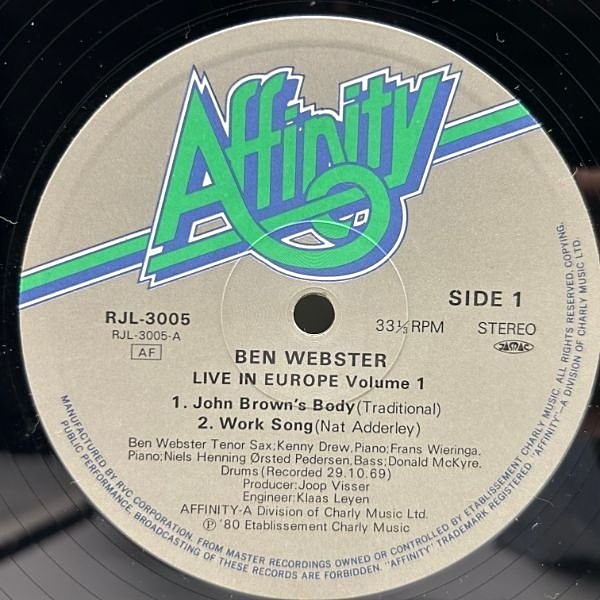 Affinity
RJL-3005
RJL-3005-A
AF
SIDE 1
33⅓ RPM
STEREO
JASRAC
BEN WEBSTER
LIVE IN EUROPE Volume 1
1. John Brown's Body (Traditional)
2. Work Song (Nat Adderley)
Ben Webster Tenor Sax; Kenny Drew, Piano; Frans Wieringa,
Piano; Niels Henning Ørsted Pedersen, Bass; Donald McKyre,
Drums (Recorded 29.10.69)
Producer: Joop Visser
Engineer: Klaas Leyen
AFFINITY-A Division of Charly Music Ltd.
Ⓟ '80 Etablissement Charly Music
MANUFACTURED BY RVC CORPORATION. FROM MASTER RECORDINGS OWNED OR CONTROLLED BY ETABLISSEMENT CHARLY MUSIC. ALL RIGHTS RESERVED. COPYING,
PUBLIC PERFORMANCE, BROADCASTING OF THESE RECORDS ARE FORBIDDEN. "AFFINITY" TRADEMARK REGISTERED. "AFFINITY"-A DIVISION OF CHARLY MUSIC LTD.